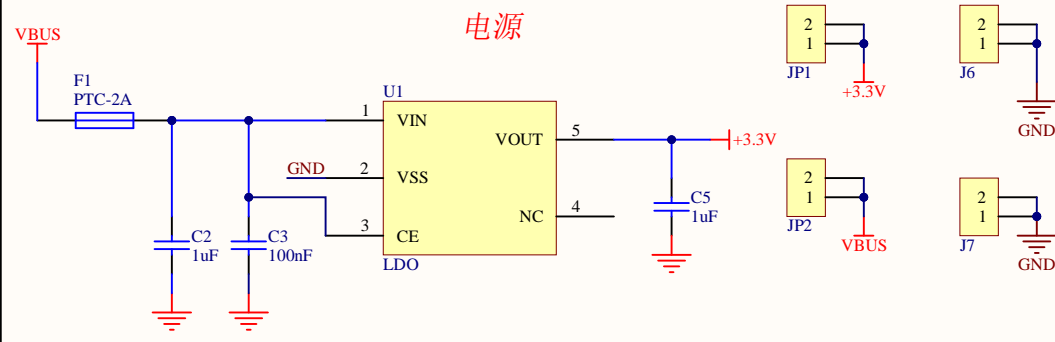 电源
VBUS
F1
PTC-2A
U1
1
VIN
VOUT
5
+3.3V
GND
2
VSS
NC
4
3
CE
LDO
C2
1uF
C3
100nF
C5
1uF
2
1
JP1
+3.3V
2
1
J6
GND
2
1
JP2
VBUS
2
1
J7
GND